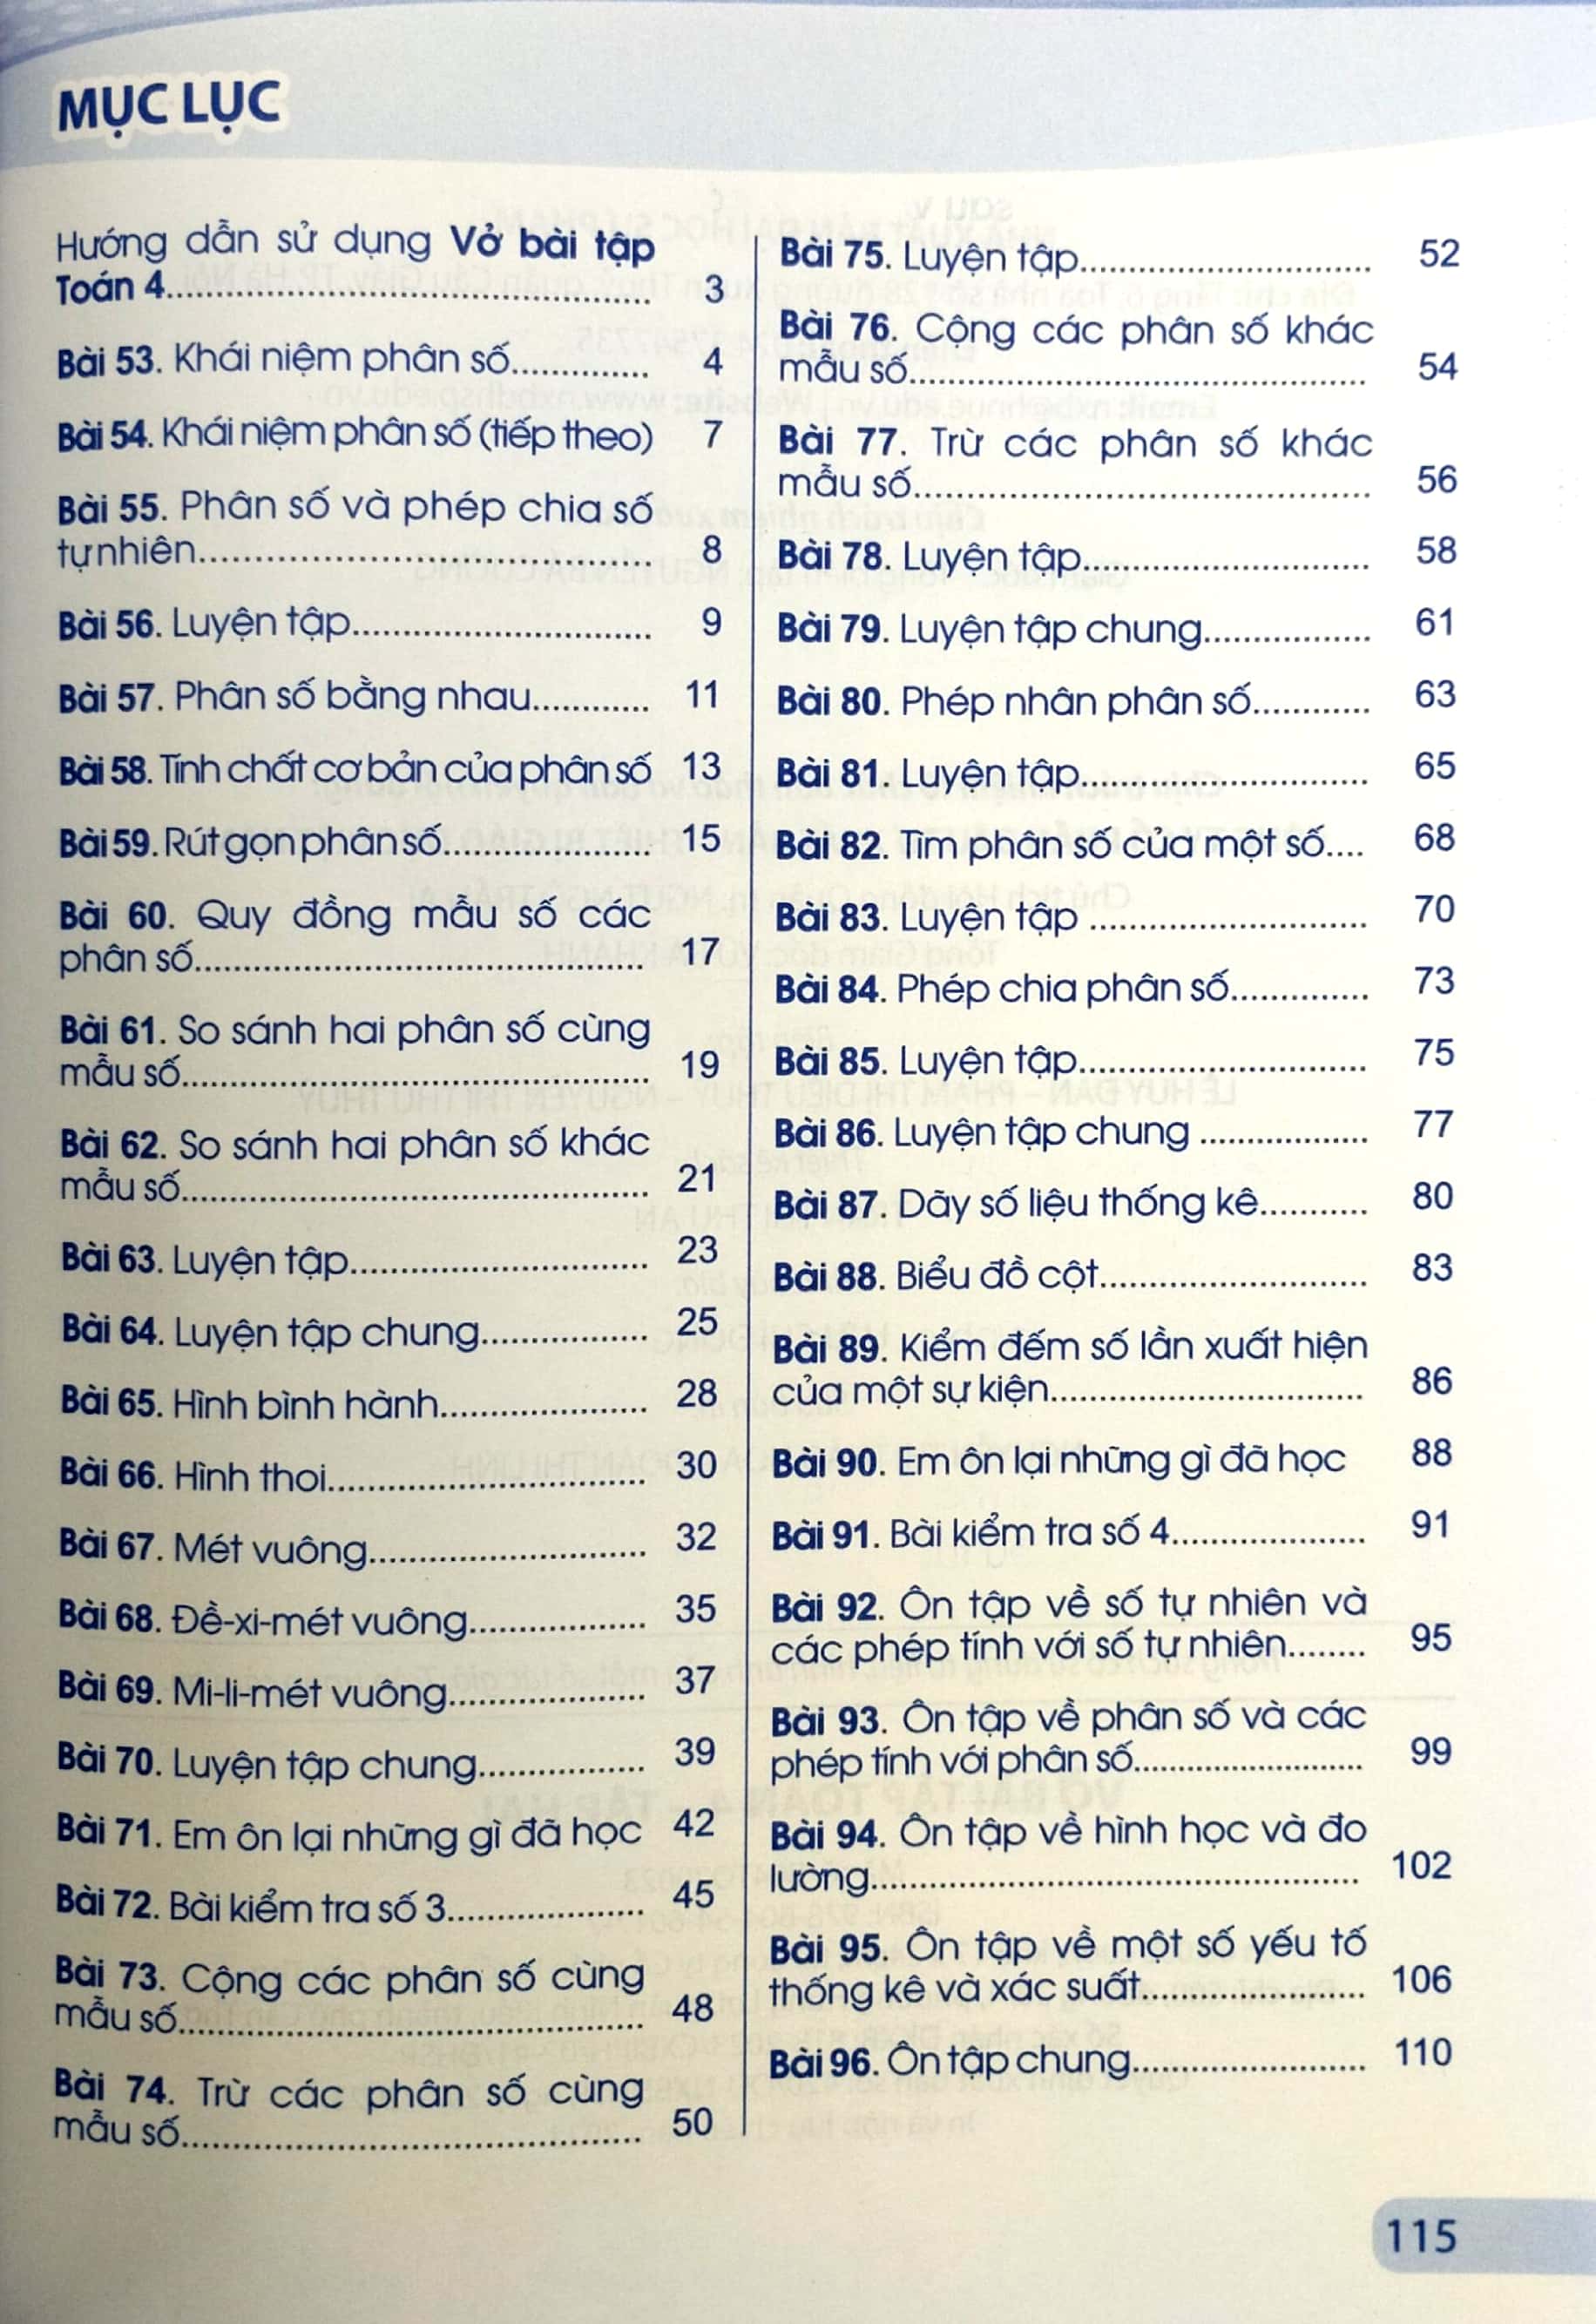 MỤC LỤC
Hướng dẫn sử dụng Vở bài tập
Toán 4 3
Bài 53. Khái niệm phân số 4
Bài 54. Khái niệm phân số (tiếp theo) 7
Bài 55. Phân số và phép chia số
tự nhiên 8
Bài 56. Luyện tập 9
Bài 57. Phân số bằng nhau 11
Bài 58. Tính chất cơ bản của phân số 13
Bài 59. Rút gọn phân số 15
Bài 60. Quy đồng mẫu số các
phân số 17
Bài 61. So sánh hai phân số cùng
mẫu số 19
Bài 62. So sánh hai phân số khác
mẫu số 21
Bài 63. Luyện tập 23
Bài 64. Luyện tập chung 25
Bài 65. Hình bình hành 28
Bài 66. Hình thoi 30
Bài 67. Mét vuông 32
Bài 68. Đề-xi-mét vuông 35
Bài 69. Mi-li-mét vuông 37
Bài 70. Luyện tập chung 39
Bài 71. Em ôn lại những gì đã học 42
Bài 72. Bài kiểm tra số 3 45
Bài 73. Cộng các phân số cùng
mẫu số 48
Bài 74. Trừ các phân số cùng
mẫu số 50
Bài 75. Luyện tập 52
Bài 76. Cộng các phân số khác
mẫu số 54
Bài 77. Trừ các phân số khác
mẫu số 56
Bài 78. Luyện tập 58
Bài 79. Luyện tập chung 61
Bài 80. Phép nhân phân số 63
Bài 81. Luyện tập 65
Bài 82. Tìm phân số của một số 68
Bài 83. Luyện tập 70
Bài 84. Phép chia phân số 73
Bài 85. Luyện tập 75
Bài 86. Luyện tập chung 77
Bài 87. Dãy số liệu thống kê 80
Bài 88. Biểu đồ cột 83
Bài 89. Kiểm đếm số lần xuất hiện
của một sự kiện 86
Bài 90. Em ôn lại những gì đã học 88
Bài 91. Bài kiểm tra số 4 91
Bài 92. Ôn tập về số tự nhiên và
các phép tính với số tự nhiên 95
Bài 93. Ôn tập về phân số và các
phép tính với phân số 99
Bài 94. Ôn tập về hình học và đo
lường 102
Bài 95. Ôn tập về một số yếu tố
thống kê và xác suất 106
Bài 96. Ôn tập chung 110
115